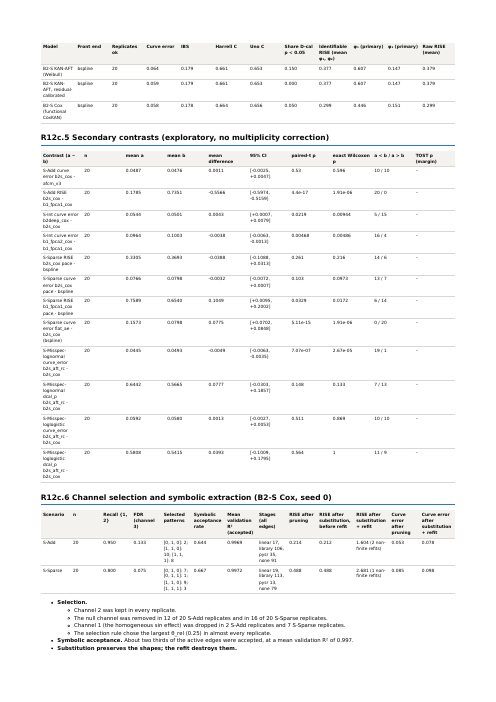 Model Front end Replicates ok Curve error IBS Harrell C Uno C Share D-cal p < 0.05 Identifiable RISE (mean φ₁, φ₂) φ₁ (primary) φ₂ (primary) Raw RISE (mean)
B2-S KAN-AFT (Weibull) bspline 20 0.064 0.179 0.661 0.653 0.150 0.377 0.607 0.147 0.379
B2-S KAN-AFT, residue calibrated bspline 20 0.059 0.179 0.661 0.653 0.000 0.377 0.607 0.147 0.379
B2-S Cox (functional CoxKAN) bspline 20 0.058 0.178 0.664 0.656 0.050 0.299 0.446 0.151 0.299
R12c.5 Secondary contrasts (exploratory, no multiplicity correction)
Contrast (a − b) n mean a mean b mean difference 95% CI paired-t p exact Wilcoxon p a < b / a > b TOST p (margin)
S-Add curve error b2s_cox - afcm_v3 20 0.0487 0.0476 0.0011 [-0.0025, +0.0047] 0.53 0.596 10 / 10 –
S-Add RISE b2s_cox - b1_fpca1_cox 20 0.1785 0.7351 -0.5566 [-0.5974, -0.5159] 4.4e-17 1.91e-06 20 / 0 –
S-Int curve error b2deep_cox - b2s_cox 20 0.0544 0.0501 0.0043 [+0.0007, +0.0079] 0.0219 0.00944 5 / 15 –
S-Int curve error b1_fpca2_cox - b1_fpca1_cox 20 0.0964 0.1003 -0.0038 [-0.0063, -0.0013] 0.00468 0.00486 16 / 4 –
S-Sparse RISE b2s_cox pace - bspline 20 0.3305 0.3693 -0.0388 [-0.1088, +0.0313] 0.261 0.216 14 / 6 –
S-Sparse curve error b2s_cox pace - bspline 20 0.0766 0.0798 -0.0032 [-0.0072, +0.0007] 0.103 0.0973 13 / 7 –
S-Sparse RISE b1_fpca1_cox pace - bspline 20 0.7589 0.6540 0.1049 [+0.0095, +0.2002] 0.0329 0.0172 6 / 14 –
S-Sparse curve error flat_ae - b2s_cox (bspline) 20 0.1573 0.0798 0.0775 [+0.0702, +0.0848] 5.11e-15 1.91e-06 0 / 20 –
S-Misspec-lognormal curve_error b2s_aft_rc - b2s_cox 20 0.0445 0.0493 -0.0049 [-0.0063, -0.0035] 7.07e-07 2.67e-05 19 / 1 –
S-Misspec-lognormal dcal_p b2s_aft_rc - b2s_cox 20 0.6442 0.5665 0.0777 [-0.0303, +0.1857] 0.148 0.133 7 / 13 –
S-Misspec-loglogistic curve_error b2s_aft_rc - b2s_cox 20 0.0592 0.0580 0.0013 [-0.0027, +0.0053] 0.511 0.869 10 / 10 –
S-Misspec-loglogistic dcal_p b2s_aft_rc - b2s_cox 20 0.5808 0.5415 0.0393 [-0.1009, +0.1795] 0.564 1 11 / 9 –
R12c.6 Channel selection and symbolic extraction (B2-S Cox, seed 0)
Scenario n Recall {1, 2} FDR (channel 3) Selected patterns Symbolic acceptance rate Mean validation R² (accepted) Stages (all edges) RISE after pruning RISE after substitution, before refit RISE after substitution + refit Curve error after pruning Curve error after substitution + refit
S-Add 20 0.950 0.133 [0, 1, 0]: 2; [1, 1, 0]: 10; [1, 1, 1]: 8 0.644 0.9969 linear 17, library 106, pysr 35, none 91 0.214 0.214 1.604 (2 non-finite refits) 0.053 0.078
S-Sparse 20 0.800 0.075 [0, 1, 0]: 7; [0, 1, 1]: 1; [1, 1, 0]: 9; [1, 1, 1]: 3 0.667 0.9972 linear 19, library 113, pysr 13, none 79 0.488 0.488 2.681 (1 non-finite refits) 0.085 0.098
• Selection.
Channel 2 was kept in every replicate.
The null channel was removed in 12 of 20 S-Add replicates and in 16 of 20 S-Sparse replicates.
Channel 1 (the homogeneous sin effect) was dropped in 2 S-Add replicates and 7 S-Sparse replicates.
The selection rule chose the largest θ_rel (0.25) in almost every replicate.
• Symbolic acceptance. About two thirds of the active edges were accepted, at a mean validation R² of 0.997.
• Substitution preserves the shapes; the refit destroys them.